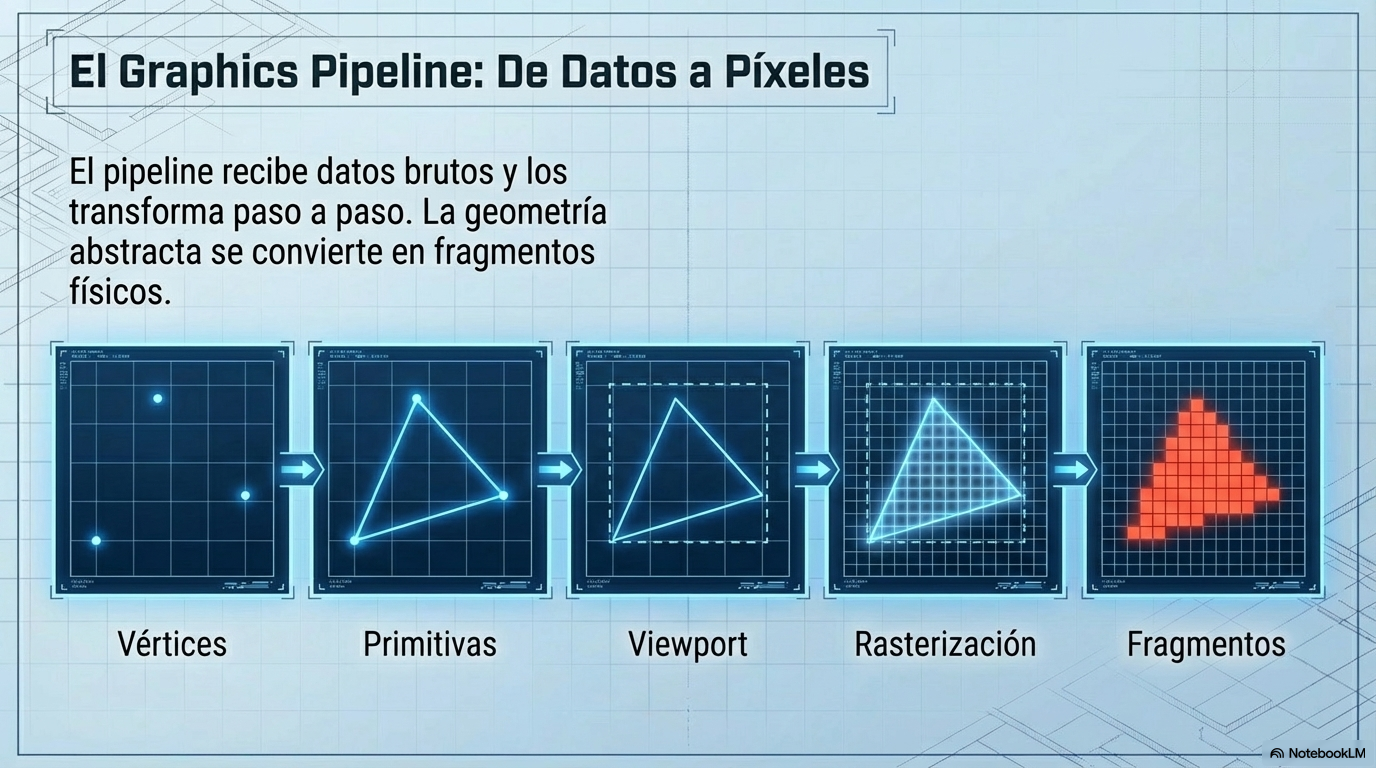 El Graphics Pipeline: De Datos a Píxeles
El pipeline recibe datos brutos y los
transforma paso a paso. La geometría
abstracta se convierte en fragmentos
físicos.
Vértices
Primitivas
Viewport
Rasterización
Fragmentos
NotebookLM